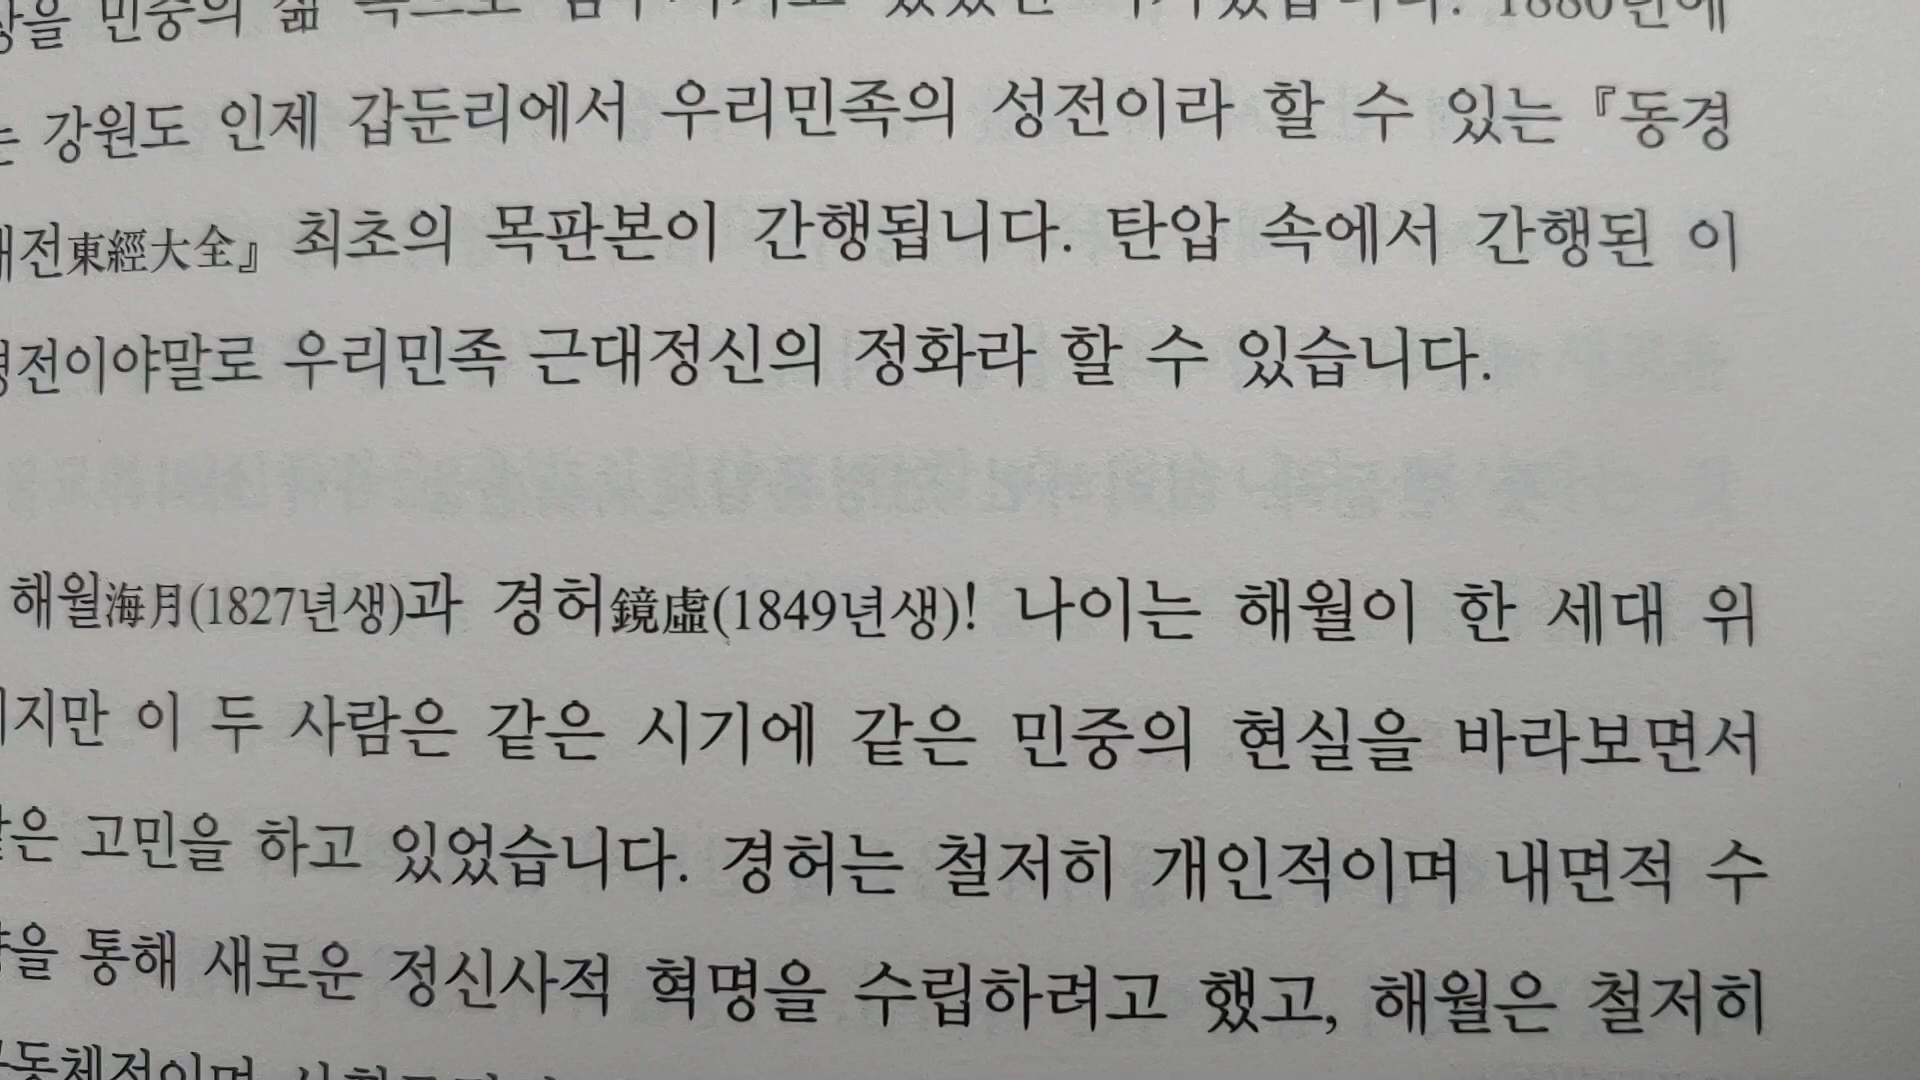 민중의 삶
강원도 인제 갑둔리에서 우리민족의 성전이라 할 수 있는 『동경
대전東經大全』 최초의 목판본이 간행됩니다. 탄압 속에서 간행된 이
경전이야말로 우리민족 근대정신의 정화라 할 수 있습니다.
해월海月(1827년생)과 경허鏡虛(1849년생)! 나이는 해월이 한 세대 위
이 두 사람은 같은 시기에 같은 민중의 현실을 바라보면서
같은 고민을 하고 있었습니다. 경허는 철저히 개인적이며 내면적 수
통해 새로운 정신사적 혁명을 수립하려고 했고, 해월은 철저히